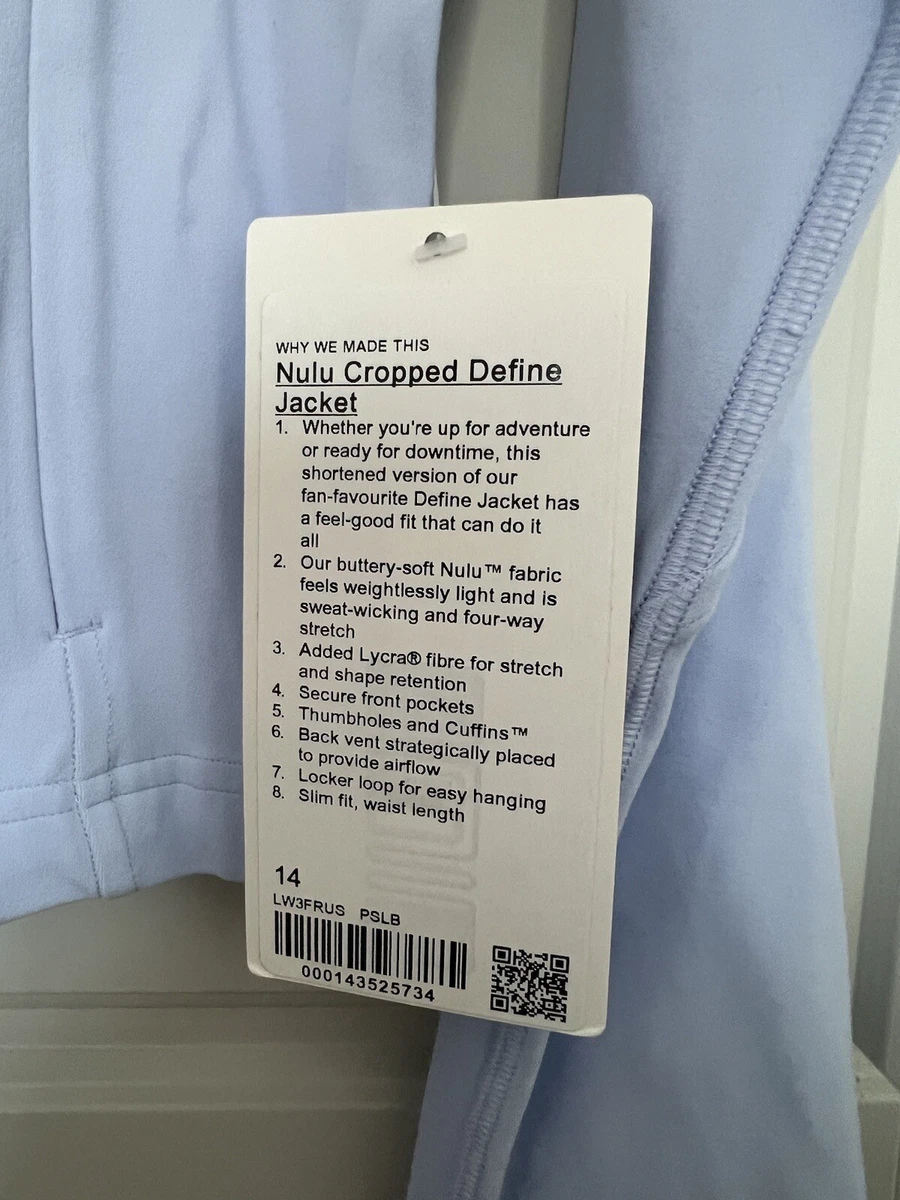 WHY WE MADE THIS
Nulu Cropped Define
Jacket
1. Whether you're up for adventure
or ready for downtime, this
shortened version of our
fan-favourite Define Jacket has
a feel-good fit that can do it
all
2. Our buttery-soft Nulu™ fabric
feels weightlessly light and is
sweat-wicking and four-way
stretch
3. Added Lycra® fibre for stretch
and shape retention
4. Secure front pockets
5. Thumbholes and Cuffins™
6. Back vent strategically placed
to provide airflow
7. Locker loop for easy hanging
8. Slim fit, waist length
14
LW3FRUS PSLB
000143525734